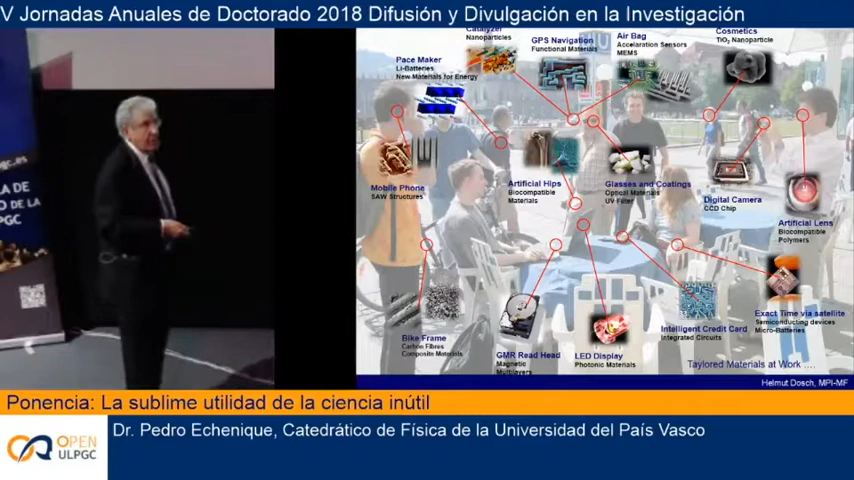 V Jornadas Anuales de Doctorado 2018 Difusión y Divulgación en la Investigación
Catalyzer
Nanoparticles
GPS Navigation
Functional Materials
Air Bag
Accelaration Sensors
MEMS
Cosmetics
TiO₂ Nanoparticle
Pace Maker
Li-Batteries
New Materials for Energy
Mobile Phone
SAW Structures
Artificial Hips
Biocompatible
Materials
Glasses and Coatings
Optical Materials
UV Filter
Digital Camera
CCD Chip
Artificial Lens
Biocompatible
Polymers
Bike Frame
Carbon Fibres
Composite Materials
GMR Read Head
Magnetic
Multilayers
LED Display
Photonic Materials
Intelligent Credit Card
Integrated Circuits
Exact Time via satellite
Semiconducting devices
Micro-Batteries
Taylored Materials at Work ....
Helmut Dosch, MPI-MF
DE LA
PGC
Ponencia: La sublime utilidad de la ciencia inútil
Dr. Pedro Echenique, Catedrático de Física de la Universidad del País Vasco
OPEN
ULPGC